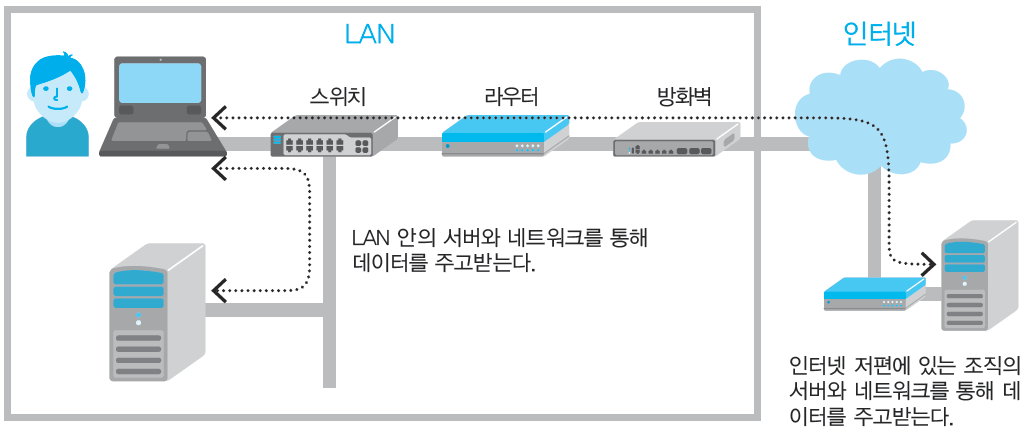 LAN
인터넷
스위치
라우터
방화벽
LAN 안의 서버와 네트워크를 통해
데이터를 주고받는다.
인터넷 저편에 있는 조직의
서버와 네트워크를 통해 데
이터를 주고받는다.